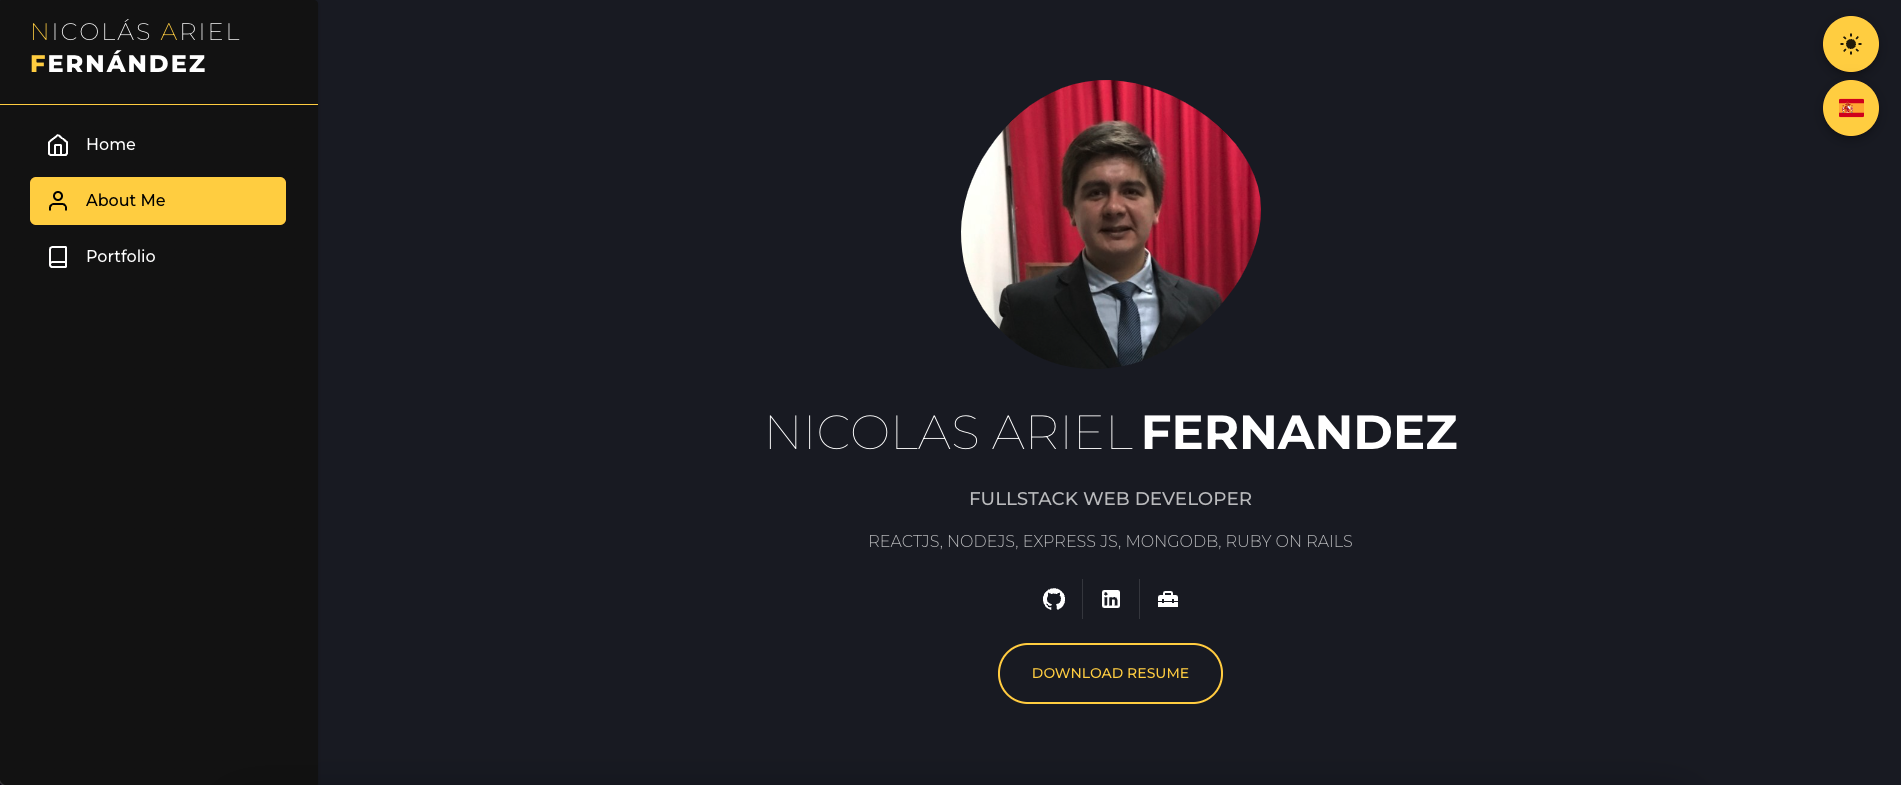 NICOLÁS ARIEL
FERNÁNDEZ
Home
About Me
Portfolio
NICOLAS ARIEL FERNANDEZ
FULLSTACK WEB DEVELOPER
REACTJS, NODEJS, EXPRESS JS, MONGODB, RUBY ON RAILS
in
DOWNLOAD RESUME